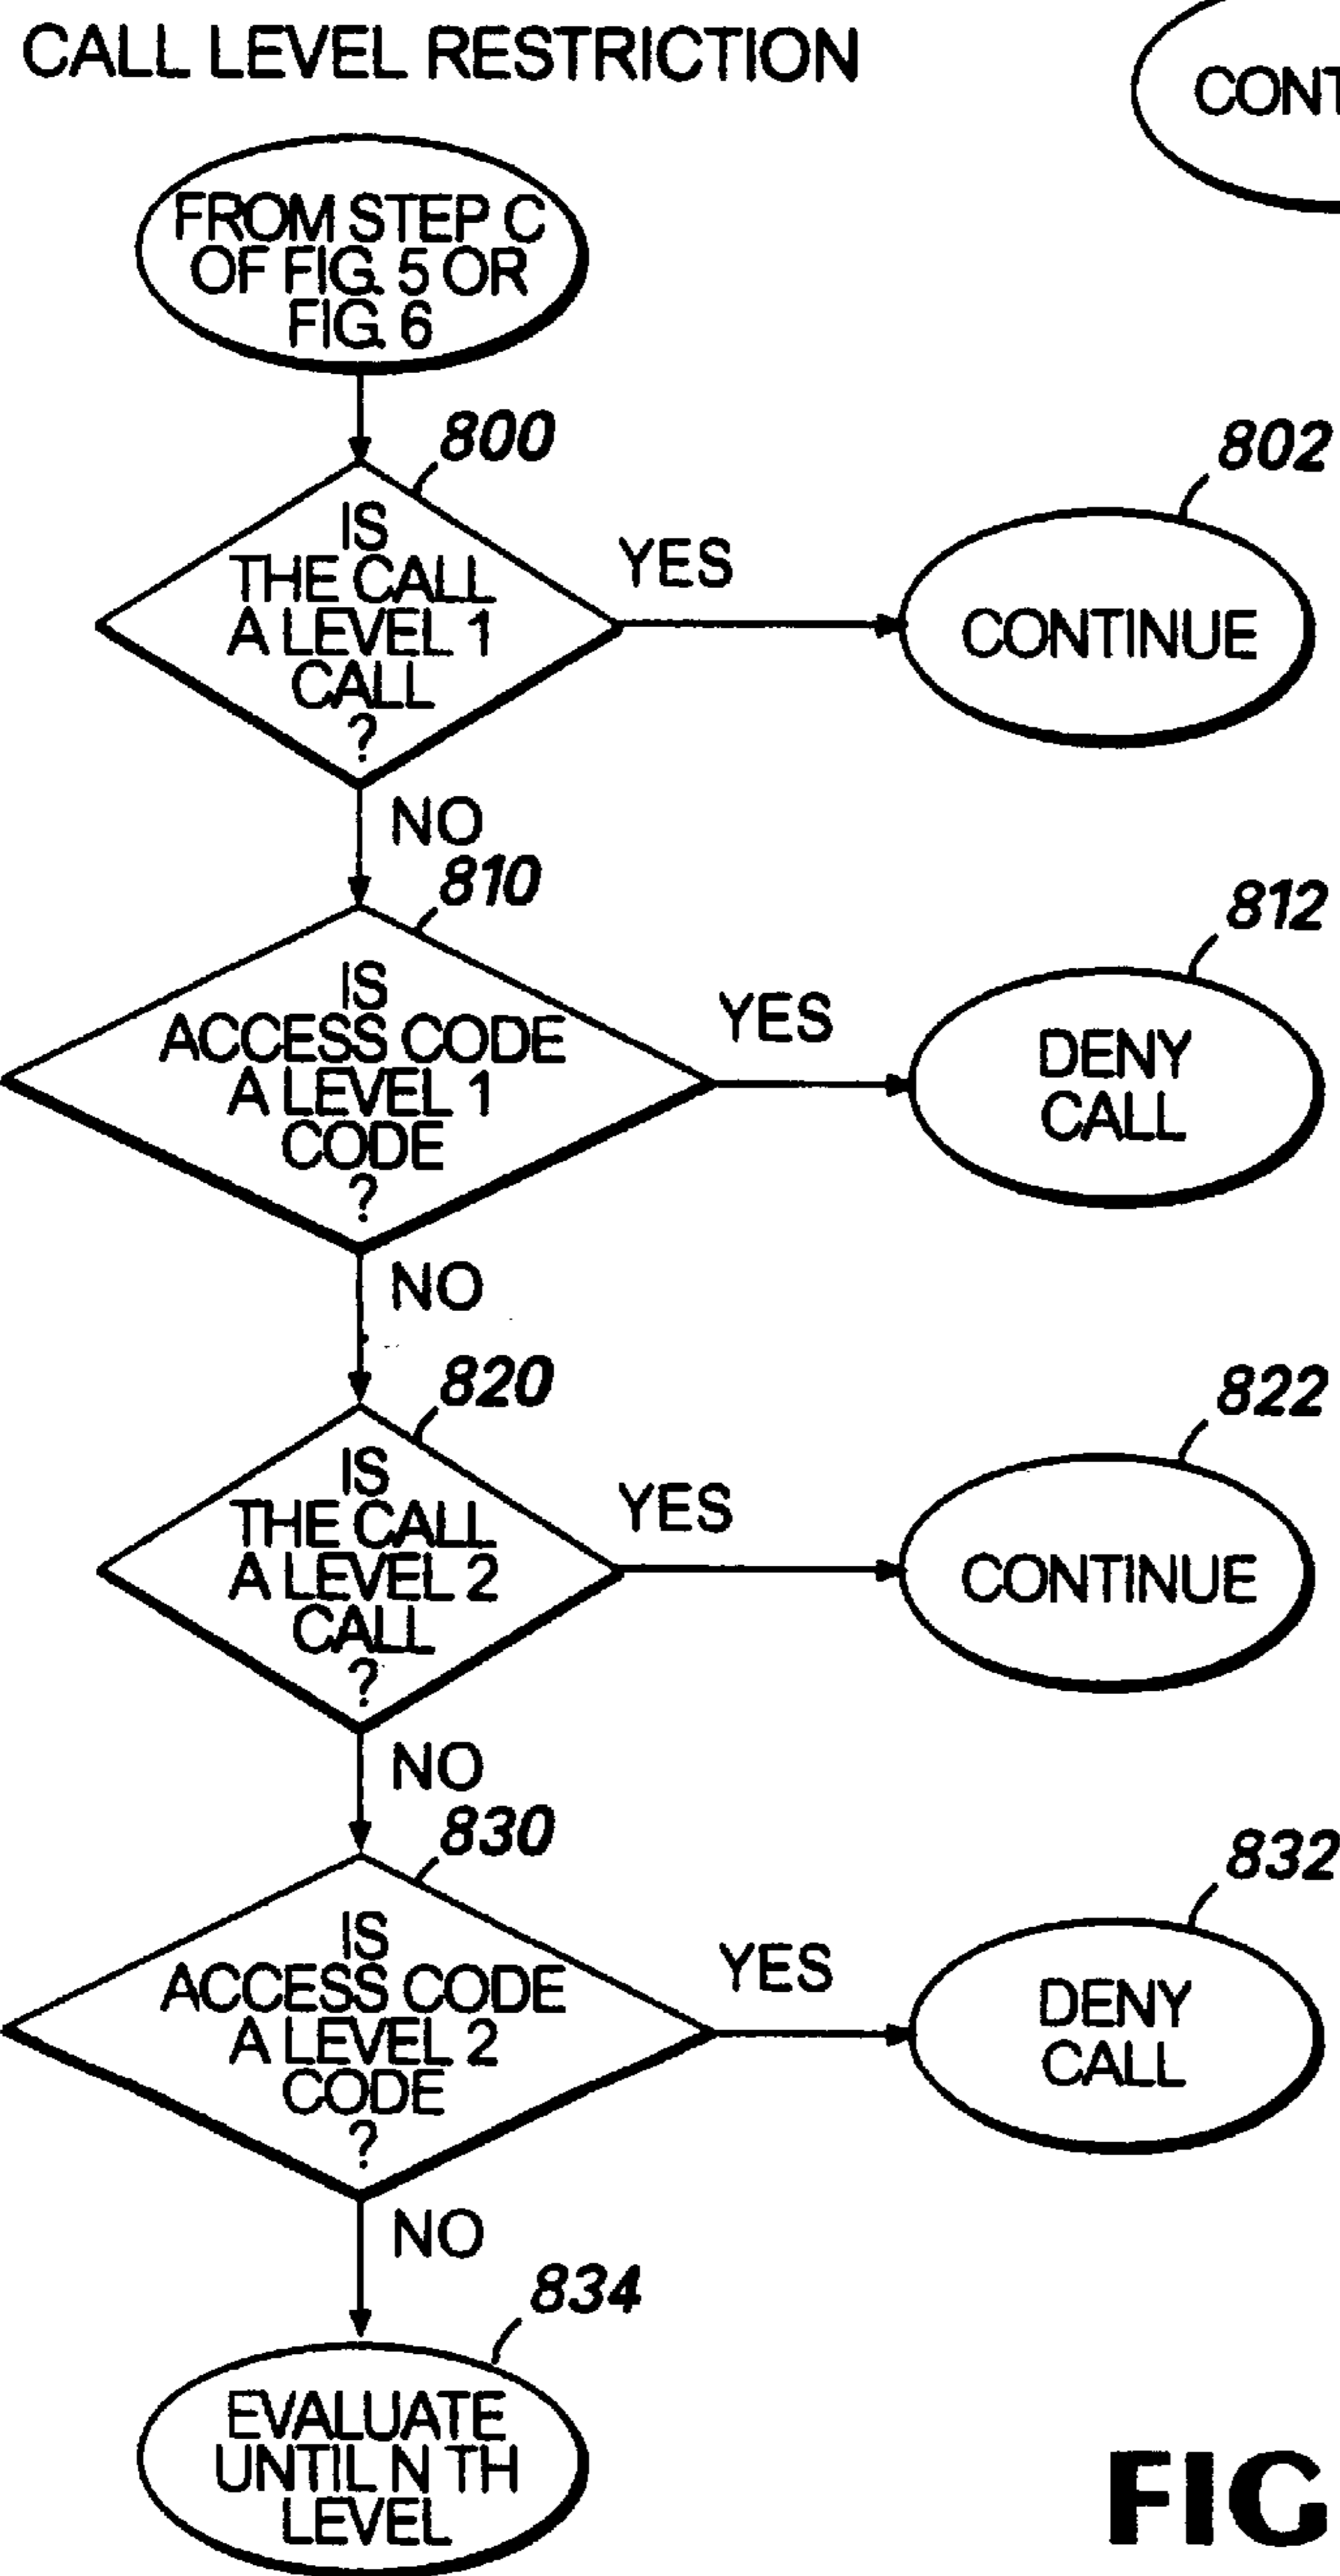 CALL LEVEL RESTRICTION
CONT
FROM STEP C
OF FIG. 5 OR
FIG. 6
800
IS
THE CALL
A LEVEL 1
CALL
?
YES
802
CONTINUE
NO
810
IS
ACCESS CODE
A LEVEL 1
CODE
?
YES
812
DENY
CALL
NO
820
IS
THE CALL
A LEVEL 2
CALL
?
YES
822
CONTINUE
NO
830
IS
ACCESS CODE
A LEVEL 2
CODE
?
YES
832
DENY
CALL
NO
834
EVALUATE
UNTIL N TH
LEVEL
FIG